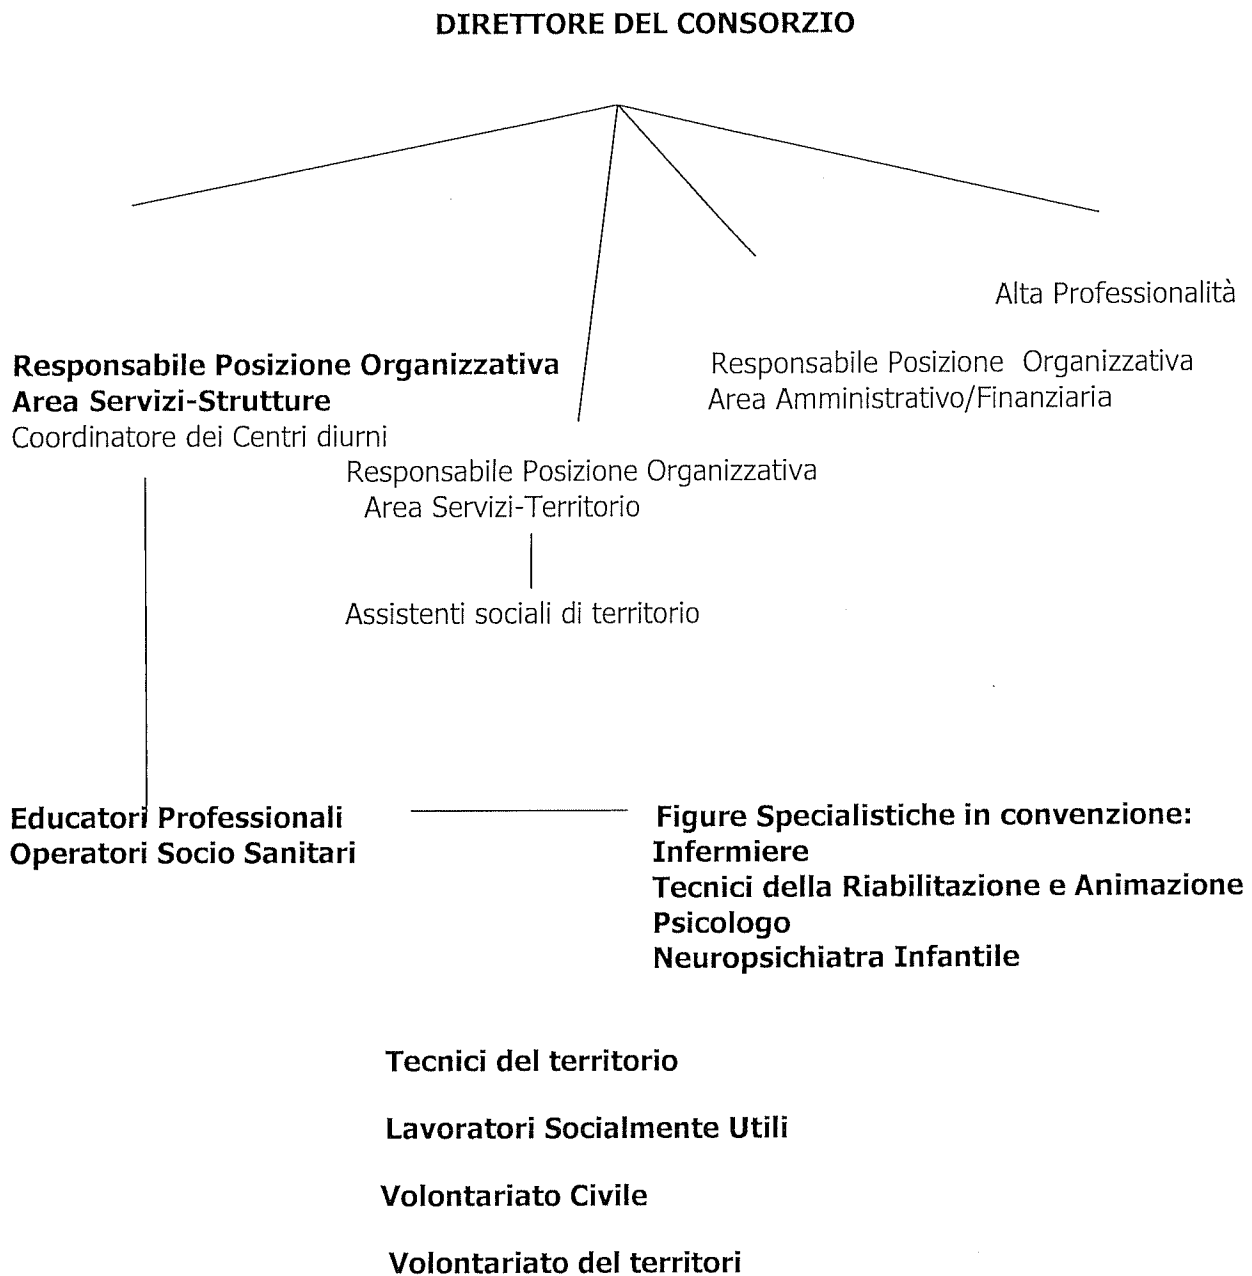 DIRETTORE DEL CONSORZIO
Alta Professionalità
Responsabile Posizione Organizzativa
Area Servizi-Strutture
Coordinatore dei Centri diurni
Responsabile Posizione Organizzativa
Area Amministrativo/Finanziaria
Responsabile Posizione Organizzativa
Area Servizi-Territorio
Assistenti sociali di territorio
Educatori Professionali
Operatori Socio Sanitari
Figure Specialistiche in convenzione:
Infermiere
Tecnici della Riabilitazione e Animazione
Psicologo
Neuropsichiatra Infantile
Tecnici del territorio
Lavoratori Socialmente Utili
Volontariato Civile
Volontariato del territori